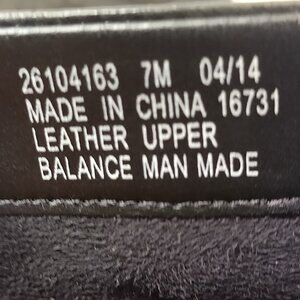 26104163 7M 04/14
MADE IN CHINA 16731
LEATHER UPPER
BALANCE MAN MADE